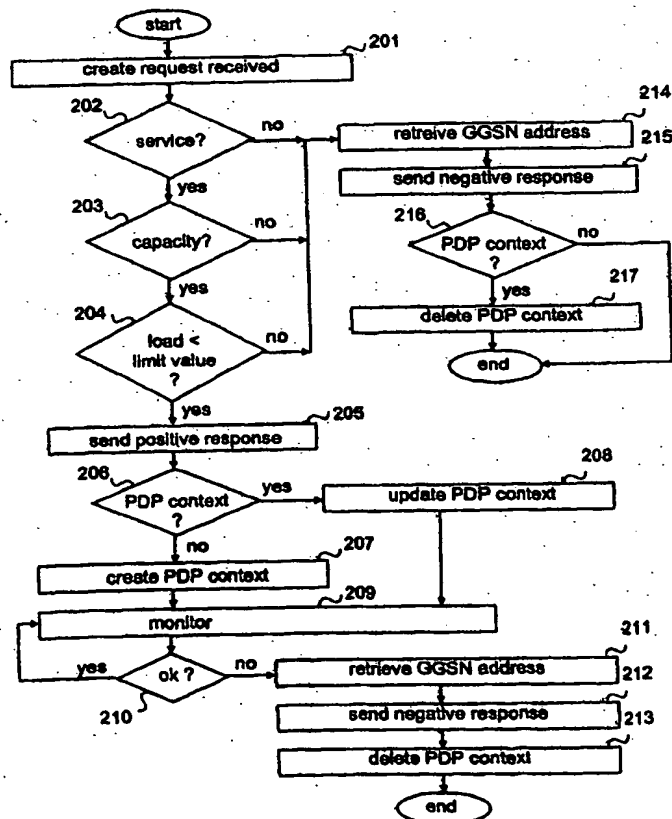 start
201
create request received
202
service?
no
yes
214
retreive GGSN address
215
send negative response
203
capacity?
no
yes
216
PDP context
?
no
yes
217
delete PDP context
end
204
load <
limit value
?
no
yes
205
send positive response
206
PDP context
?
yes
no
208
update PDP context
207
create PDP context
209
monitor
yes
ok ?
no
210
211
retrieve GGSN address
212
send negative response
213
delete PDP context
end